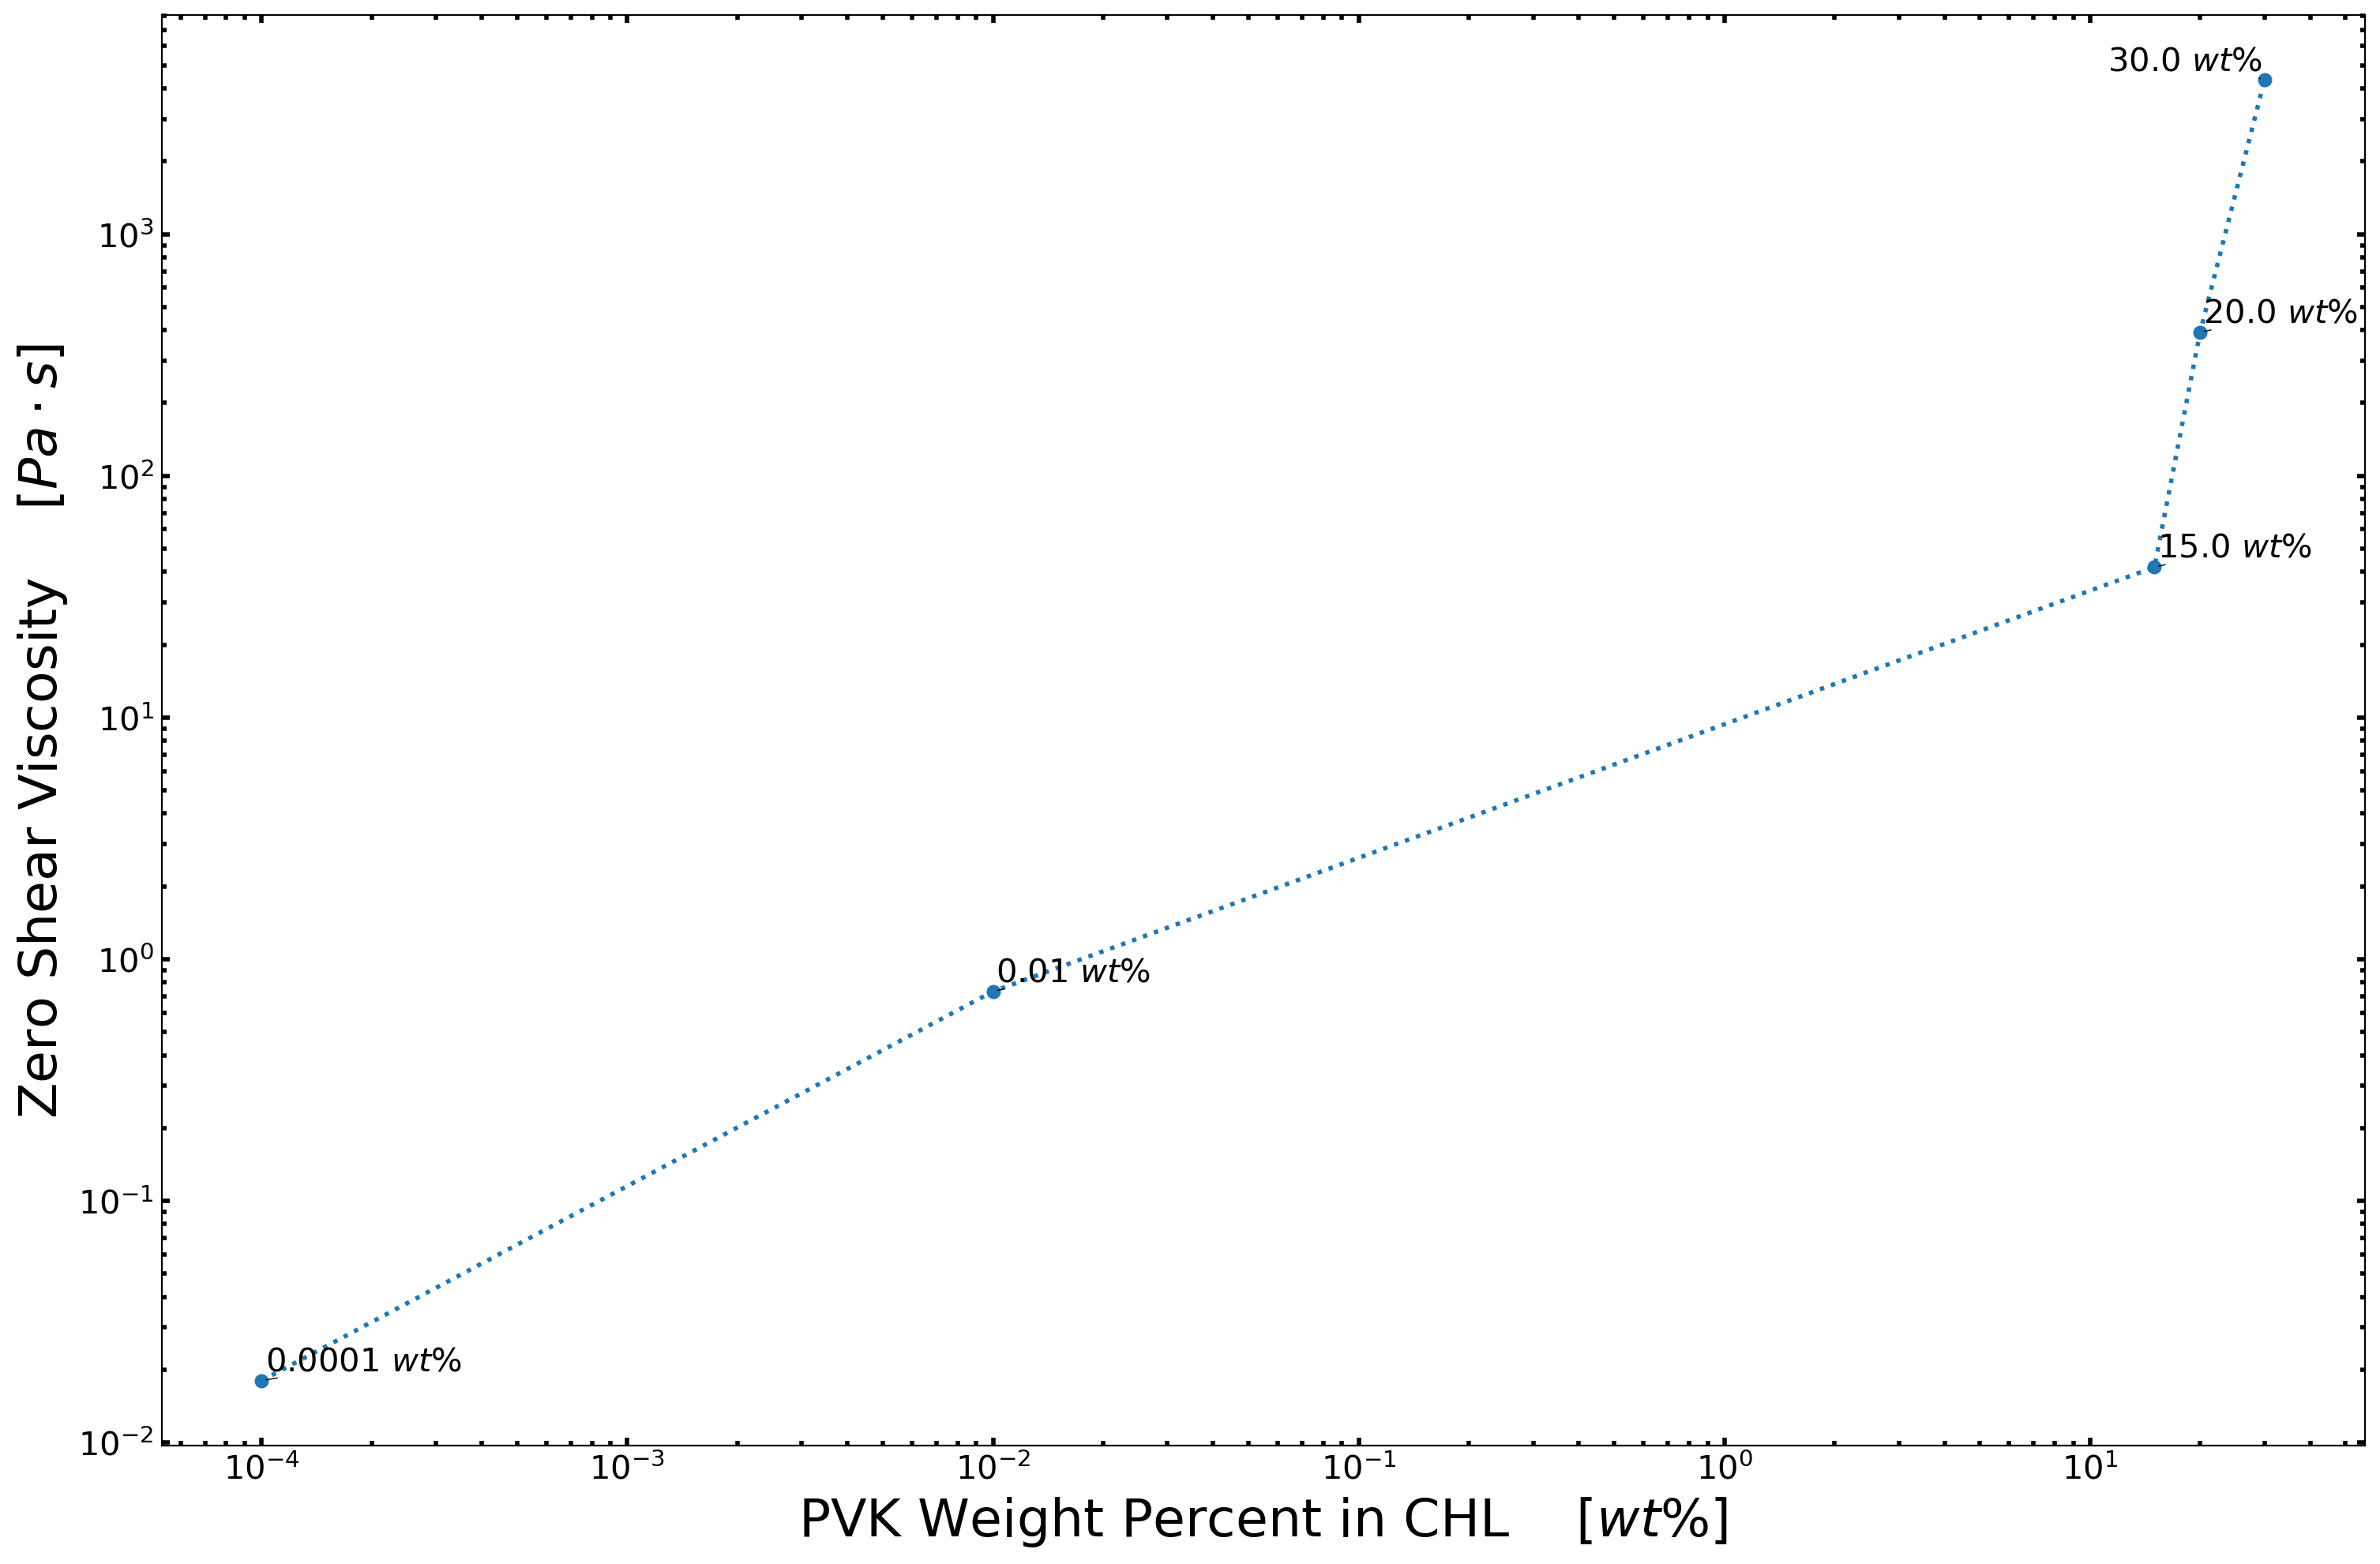 30.0 wt%
10³
20.0 wt%
10²
15.0 wt%
10¹
10⁰
0.01 wt%
10⁻¹
0.0001 wt%
10⁻²
Zero Shear Viscosity [Pa · s]
10⁻⁴ 10⁻³ 10⁻² 10⁻¹ 10⁰ 10¹
PVK Weight Percent in CHL [wt%]